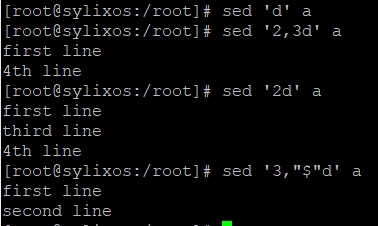 [root@sylixos:/root]# sed 'd' a
[root@sylixos:/root]# sed '2,3d' a
first line
4th line
[root@sylixos:/root]# sed '2d' a
first line
third line
4th line
[root@sylixos:/root]# sed '3,"$"d' a
first line
second line
[root@sylixos:/root]#